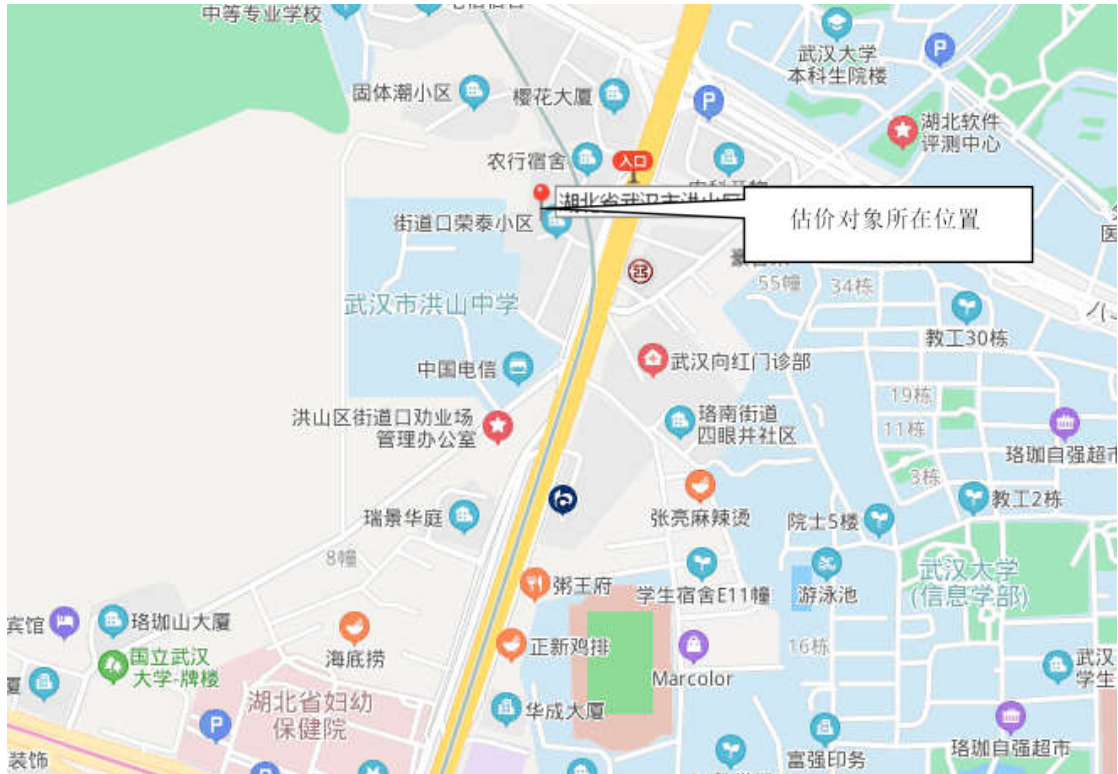 中等专业学校
武汉大学
本科生院楼
P
固体潮小区
樱花大厦
P
湖北软件
评测中心
农行宿舍
入口
湖北省武汉市洪山区
估价对象所在位置
街道口荣泰小区
医
55幢
34栋
武汉市洪山中学
教工30栋
中国电信
武汉向红门诊部
19栋
洪山区街道口劝业场
管理办公室
珞南街道
四眼井社区
11栋
珞珈自强超市
3栋
张亮麻辣烫
教工2栋
瑞景华庭
院士5楼
8幢
粥王府
学生宿舍E11幢
游泳池
武汉大学
(信息学部)
宾馆
珞珈山大厦
海底捞
正新鸡排
16栋
国立武汉
大学-牌楼
Marcolor
武汉
学生
厦
湖北省妇幼
保健院
P
华成大厦
珞珈自强超市
富强印务
装饰
P